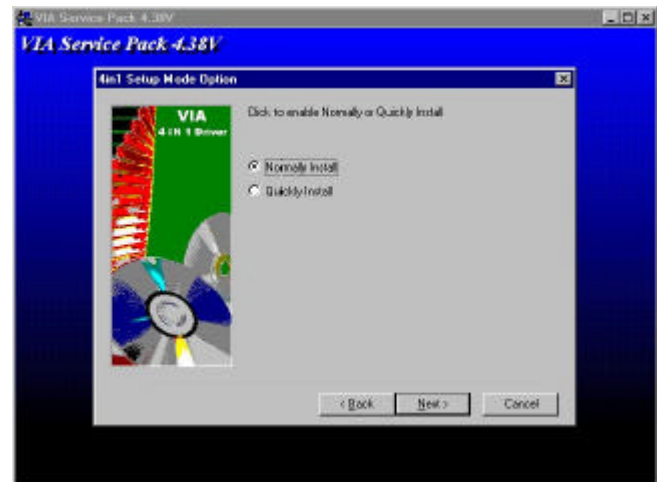 VIA Service Pack 4.38V
VIA Service Pack 4.38V
4in1 Setup Mode Option
VIA
4 IN 1 Driver
Click to enable Normally or Quickly Install
Normally Install
Quickly Install
< Back
Next >
Cancel